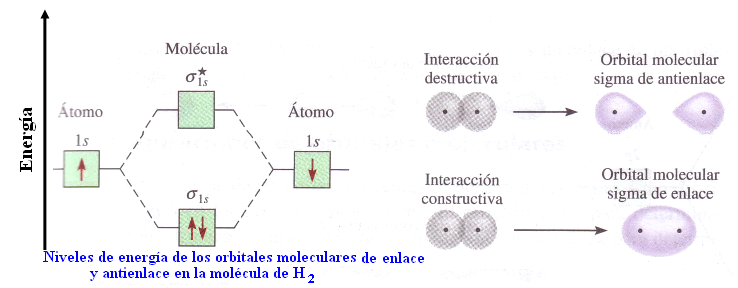 Energía
Molécula
σ★1s
Átomo
1s
Átomo
1s
σ1s
Niveles de energía de los orbitales moleculares de enlace
y antienlace en la molécula de H2
Interacción
destructiva
Orbital molecular
sigma de antienlace
Interacción
constructiva
Orbital molecular
sigma de enlace